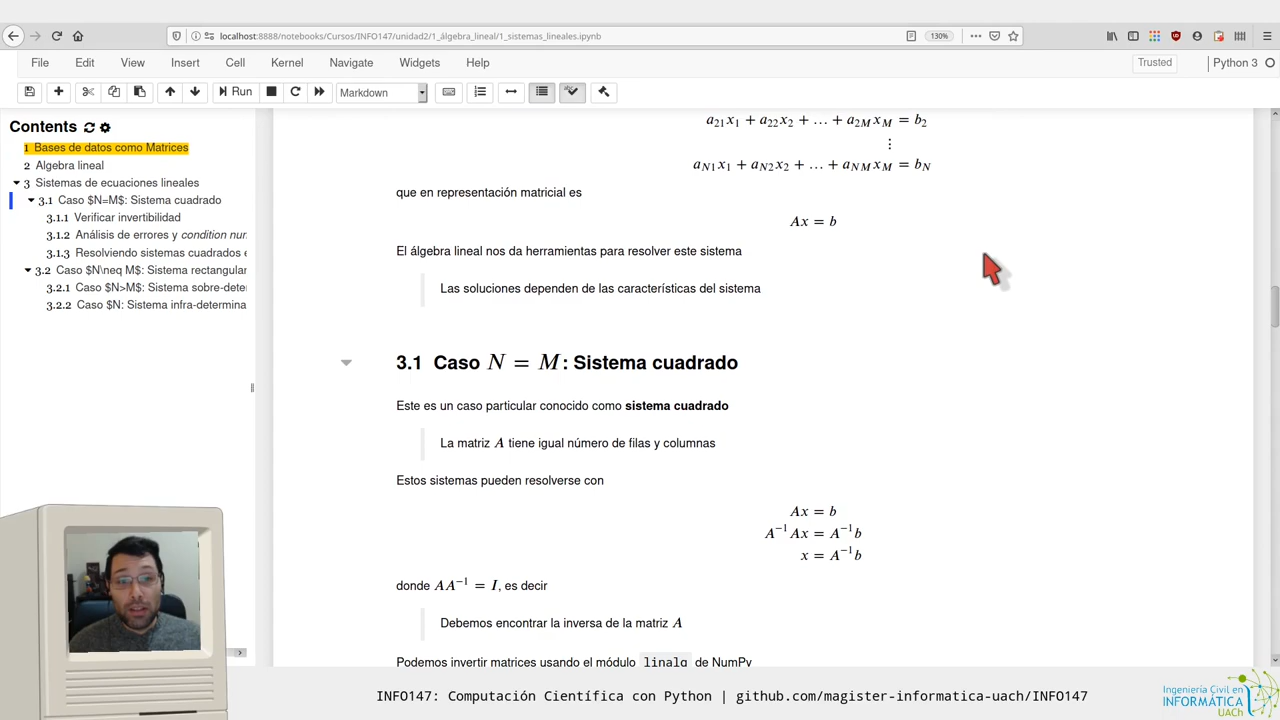 localhost:8888/notebooks/Cursos/INFO147/unidad2/1_álgebra_lineal/1_sistemas_lineales.ipynb
130%
File Edit View Insert Cell Kernel Navigate Widgets Help
Trusted
Python 3
Run
Markdown
Contents
1 Bases de datos como Matrices
2 Algebra lineal
3 Sistemas de ecuaciones lineales
3.1 Caso $N=M$: Sistema cuadrado
3.1.1 Verificar invertibilidad
3.1.2 Análisis de errores y condition nur
3.1.3 Resolviendo sistemas cuadrados e
3.2 Caso $N\neq M$: Sistema rectangular
3.2.1 Caso $N>M$: Sistema sobre-deter
3.2.2 Caso $N: Sistema infra-determina
a₂₁x₁ + a₂₂x₂ + … + a₂MxM = b₂
⋮
aN₁x₁ + aN₂x₂ + … + aNMxM = bN
que en representación matricial es
Ax = b
El álgebra lineal nos da herramientas para resolver este sistema
Las soluciones dependen de las características del sistema
3.1 Caso N = M: Sistema cuadrado
Este es un caso particular conocido como sistema cuadrado
La matriz A tiene igual número de filas y columnas
Estos sistemas pueden resolverse con
Ax = b
A⁻¹Ax = A⁻¹b
x = A⁻¹b
donde AA⁻¹ = I, es decir
Debemos encontrar la inversa de la matriz A
Podemos invertir matrices usando el módulo linalg de NumPy
INFO147: Computación Científica con Python | github.com/magister-informatica-uach/INFO147
Ingeniería Civil en
INFORMÁTICA
UACh